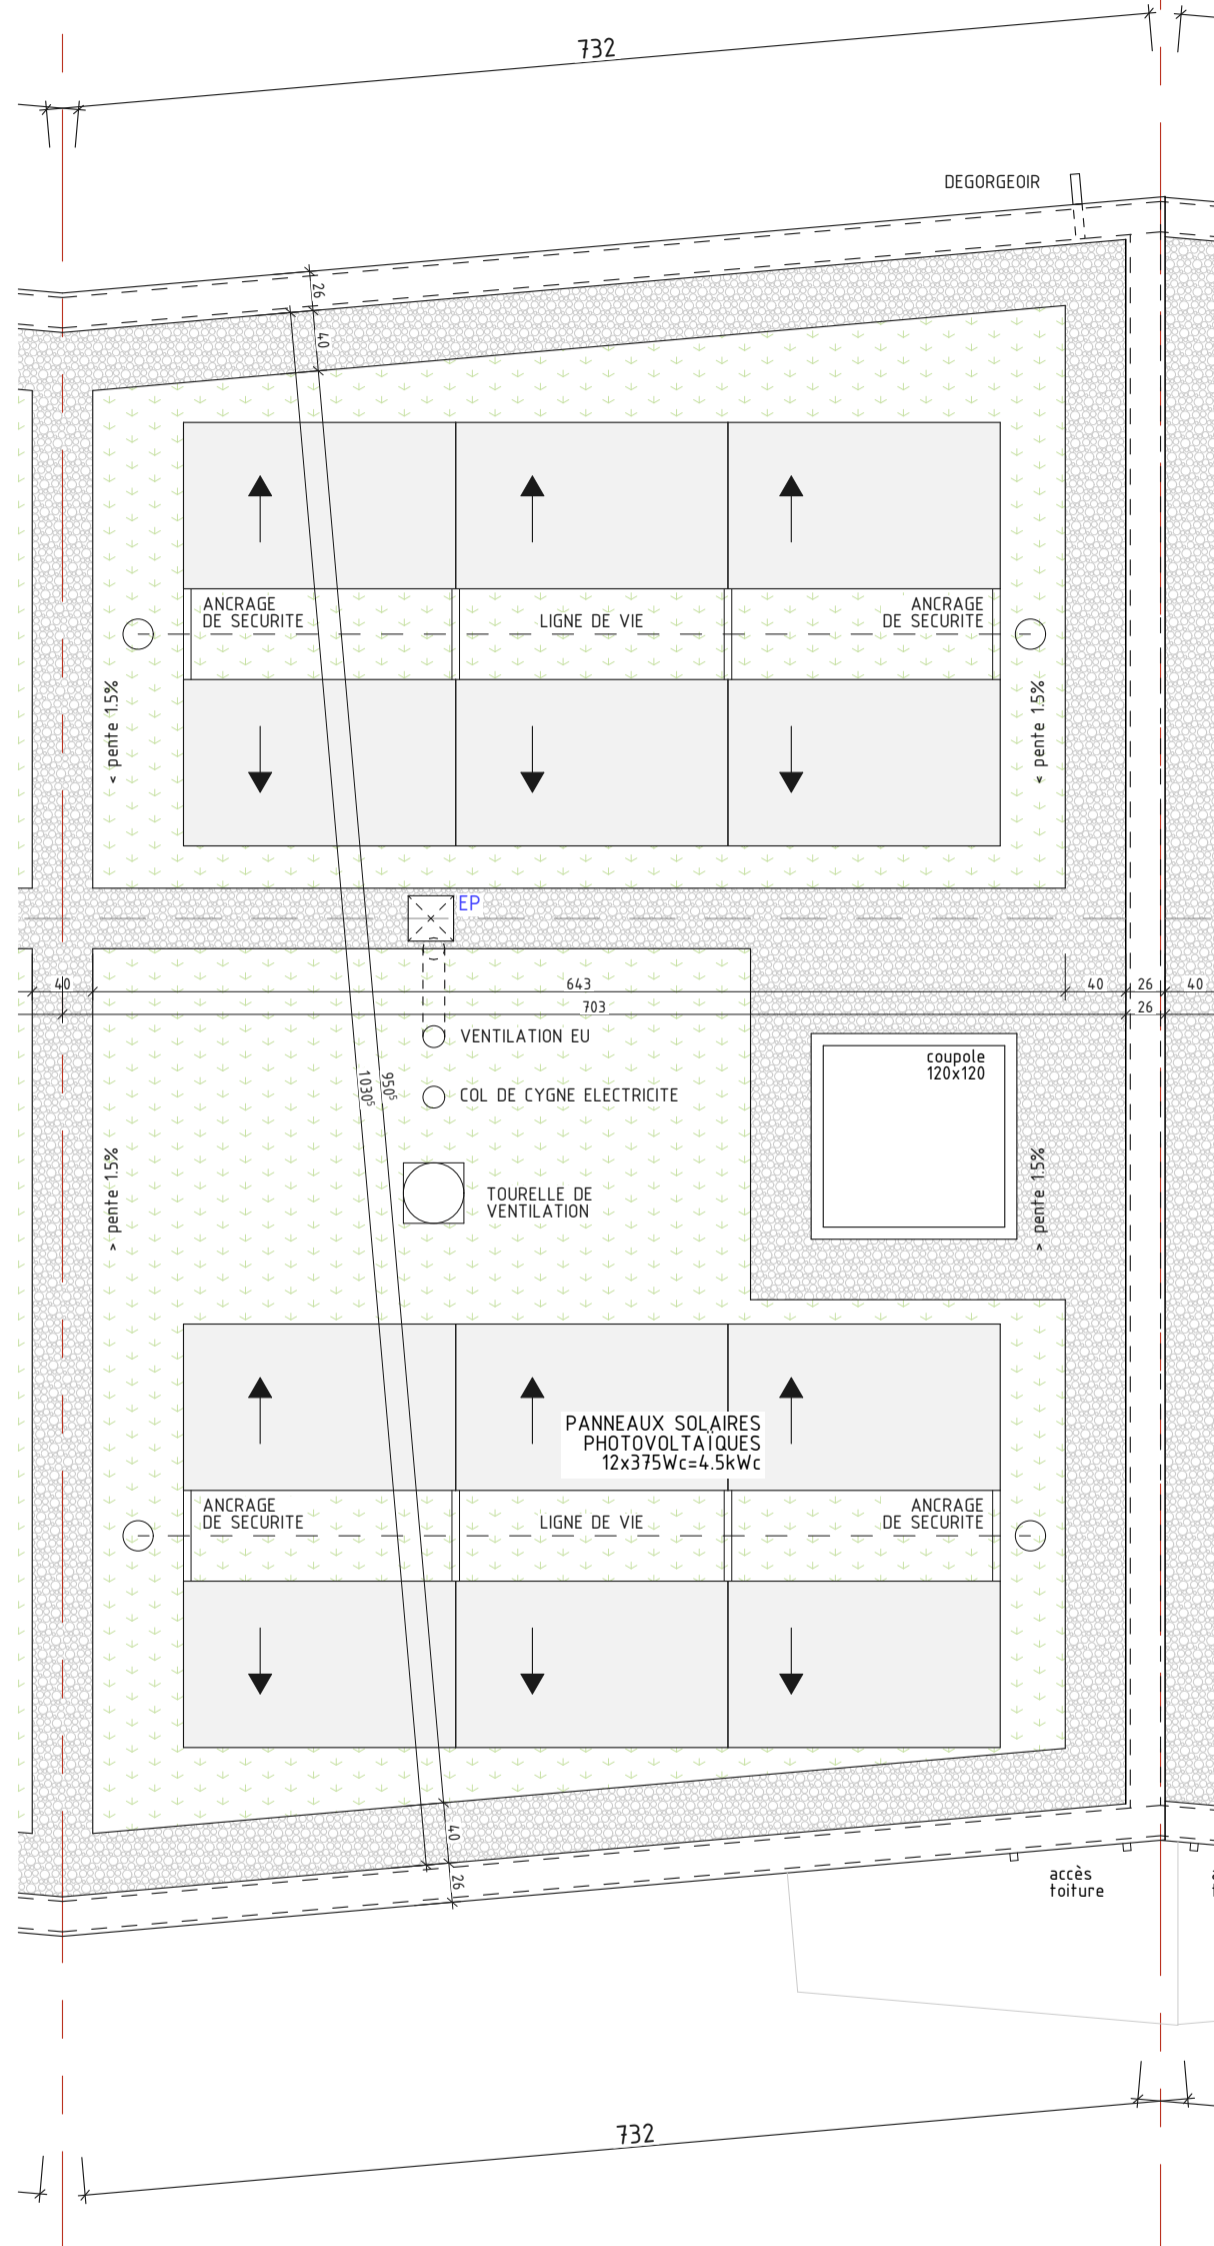 732
DEGORGEOIR
26
40
ANCRAGE
DE SECURITE
LIGNE DE VIE
ANCRAGE
DE SECURITE
< pente 1.5%
< pente 1.5%
EP
40
643
40
26
40
703
26
VENTILATION EU
coupole
120x120
1030⁵
950⁵
COL DE CYGNE ELECTRICITE
> pente 1.5%
> pente 1.5%
TOURELLE DE
VENTILATION
PANNEAUX SOLAIRES
PHOTOVOLTAÏQUES
12x375Wc=4.5kWc
ANCRAGE
DE SECURITE
LIGNE DE VIE
ANCRAGE
DE SECURITE
40
26
accès
toiture
732